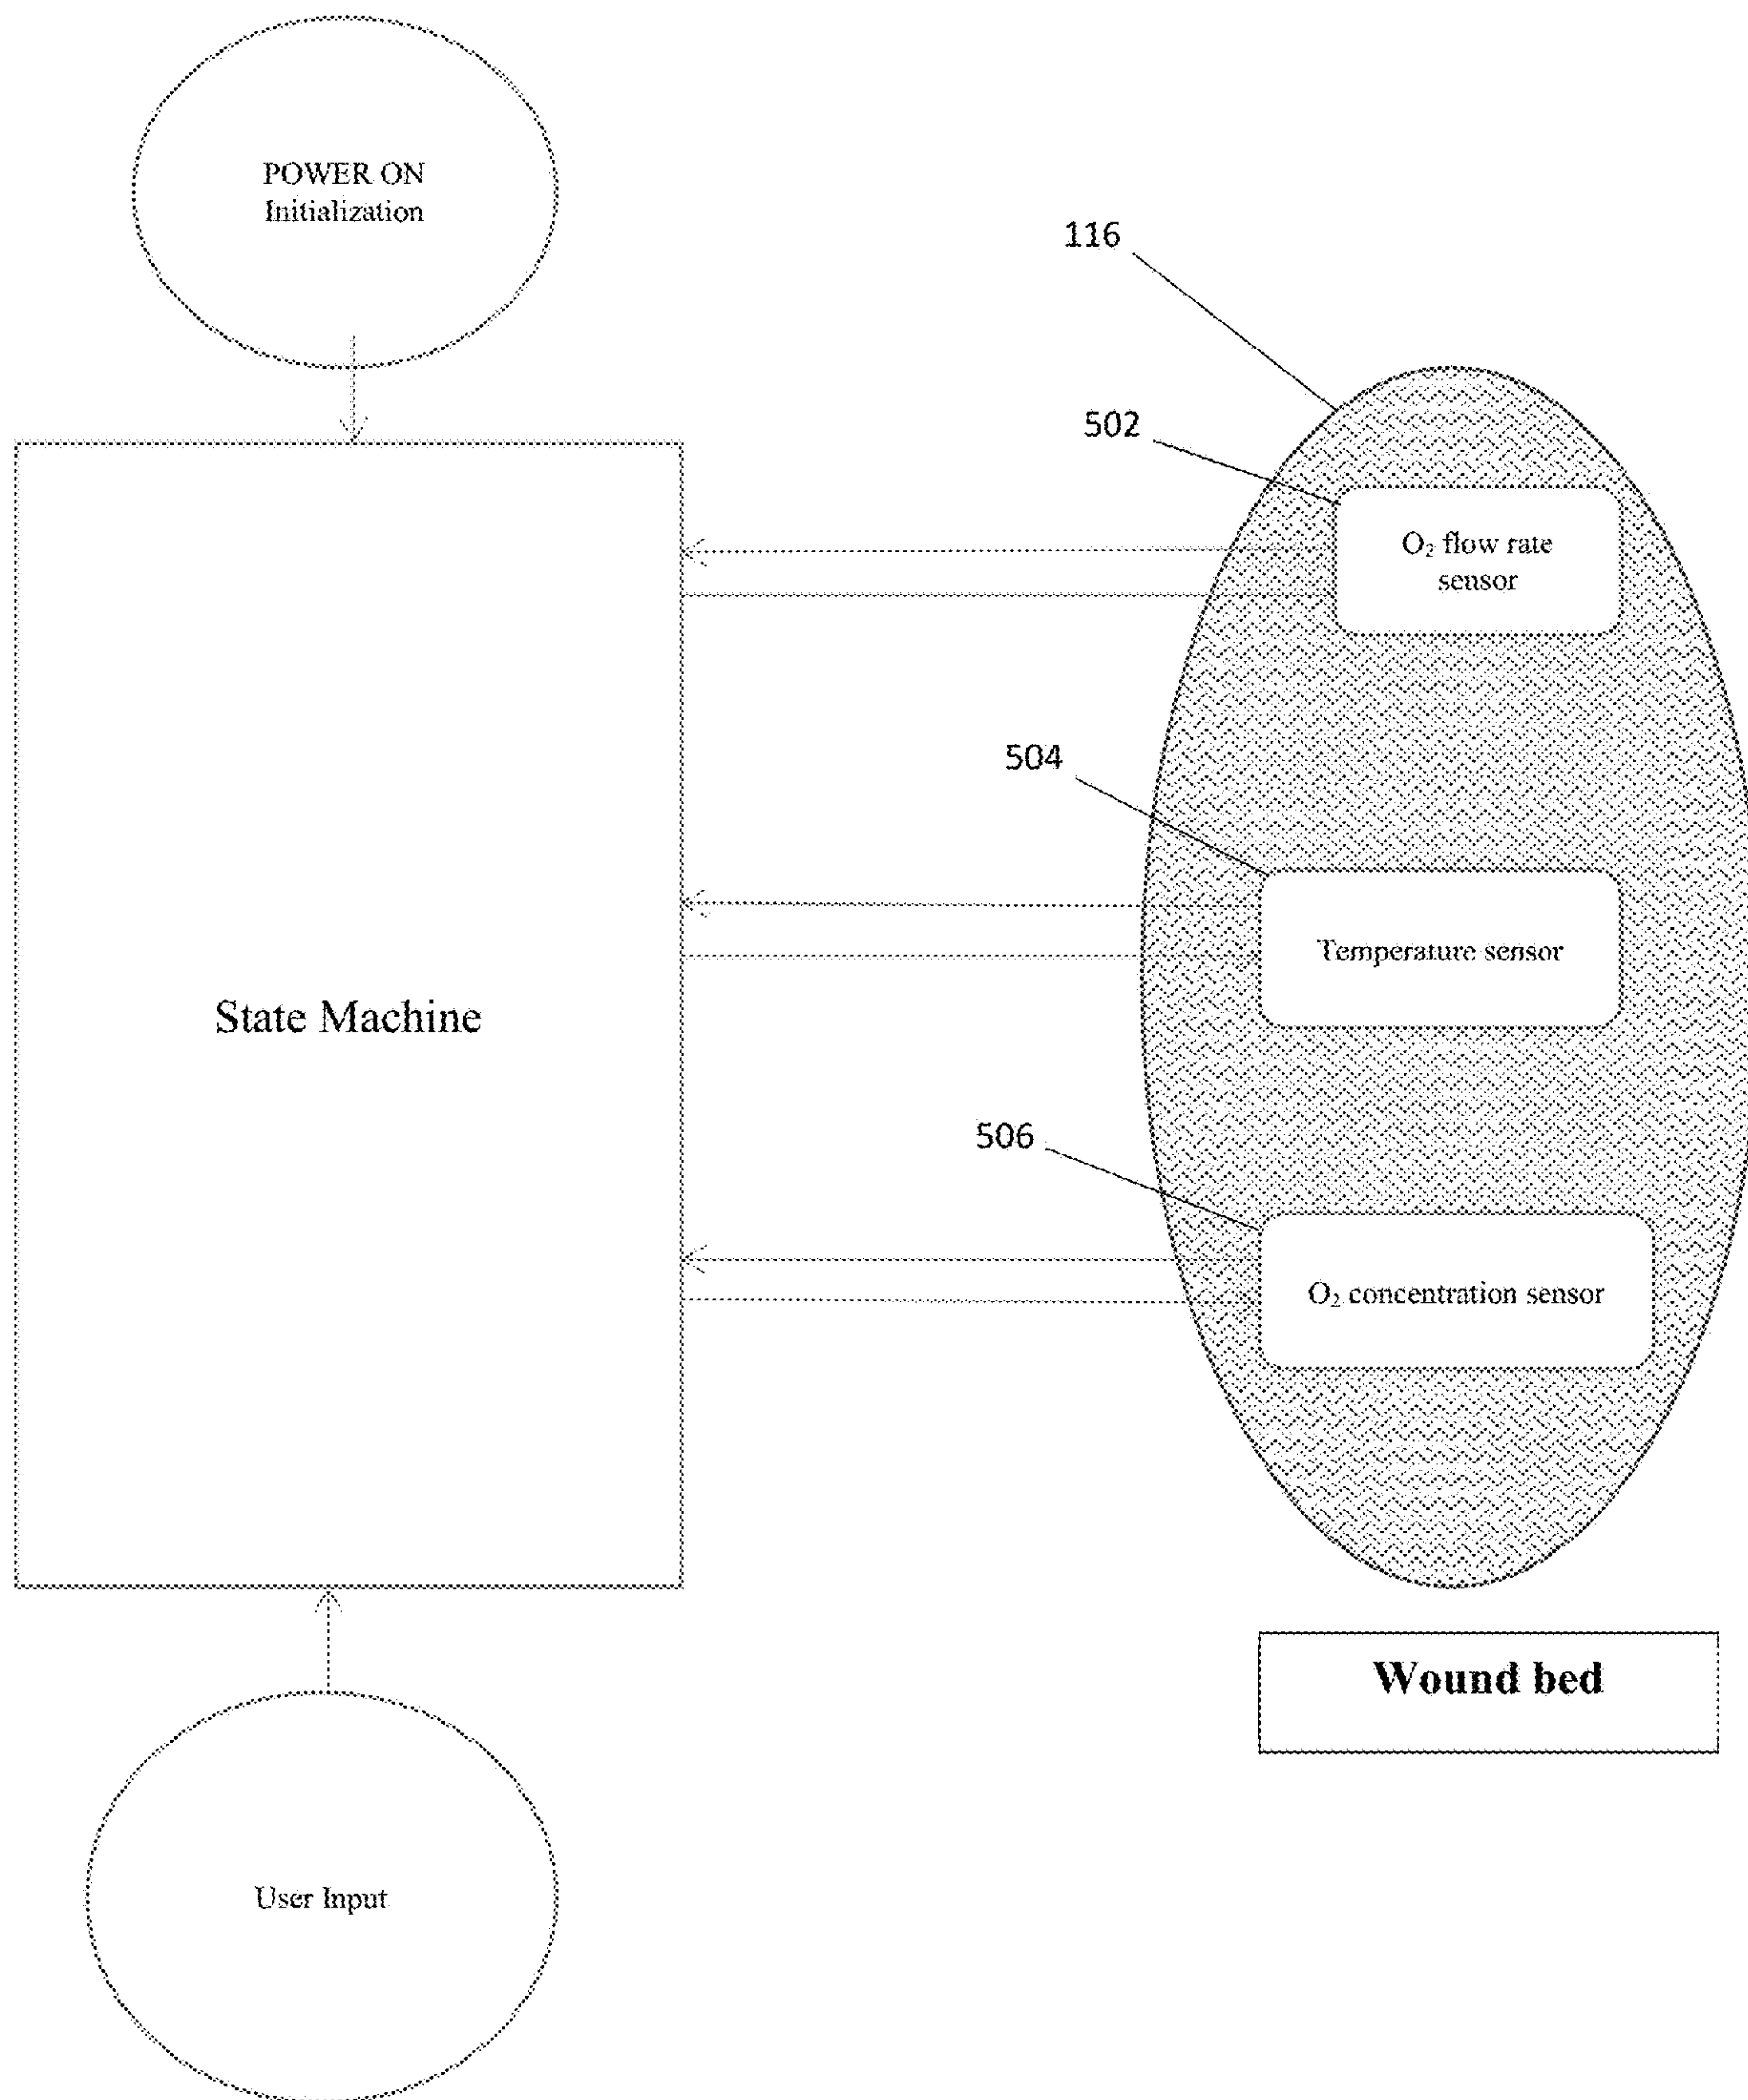 POWER ON
Initialization
116
502
O₂ flow rate
sensor
504
Temperature sensor
State Machine
506
O₂ concentration sensor
Wound bed
User Input